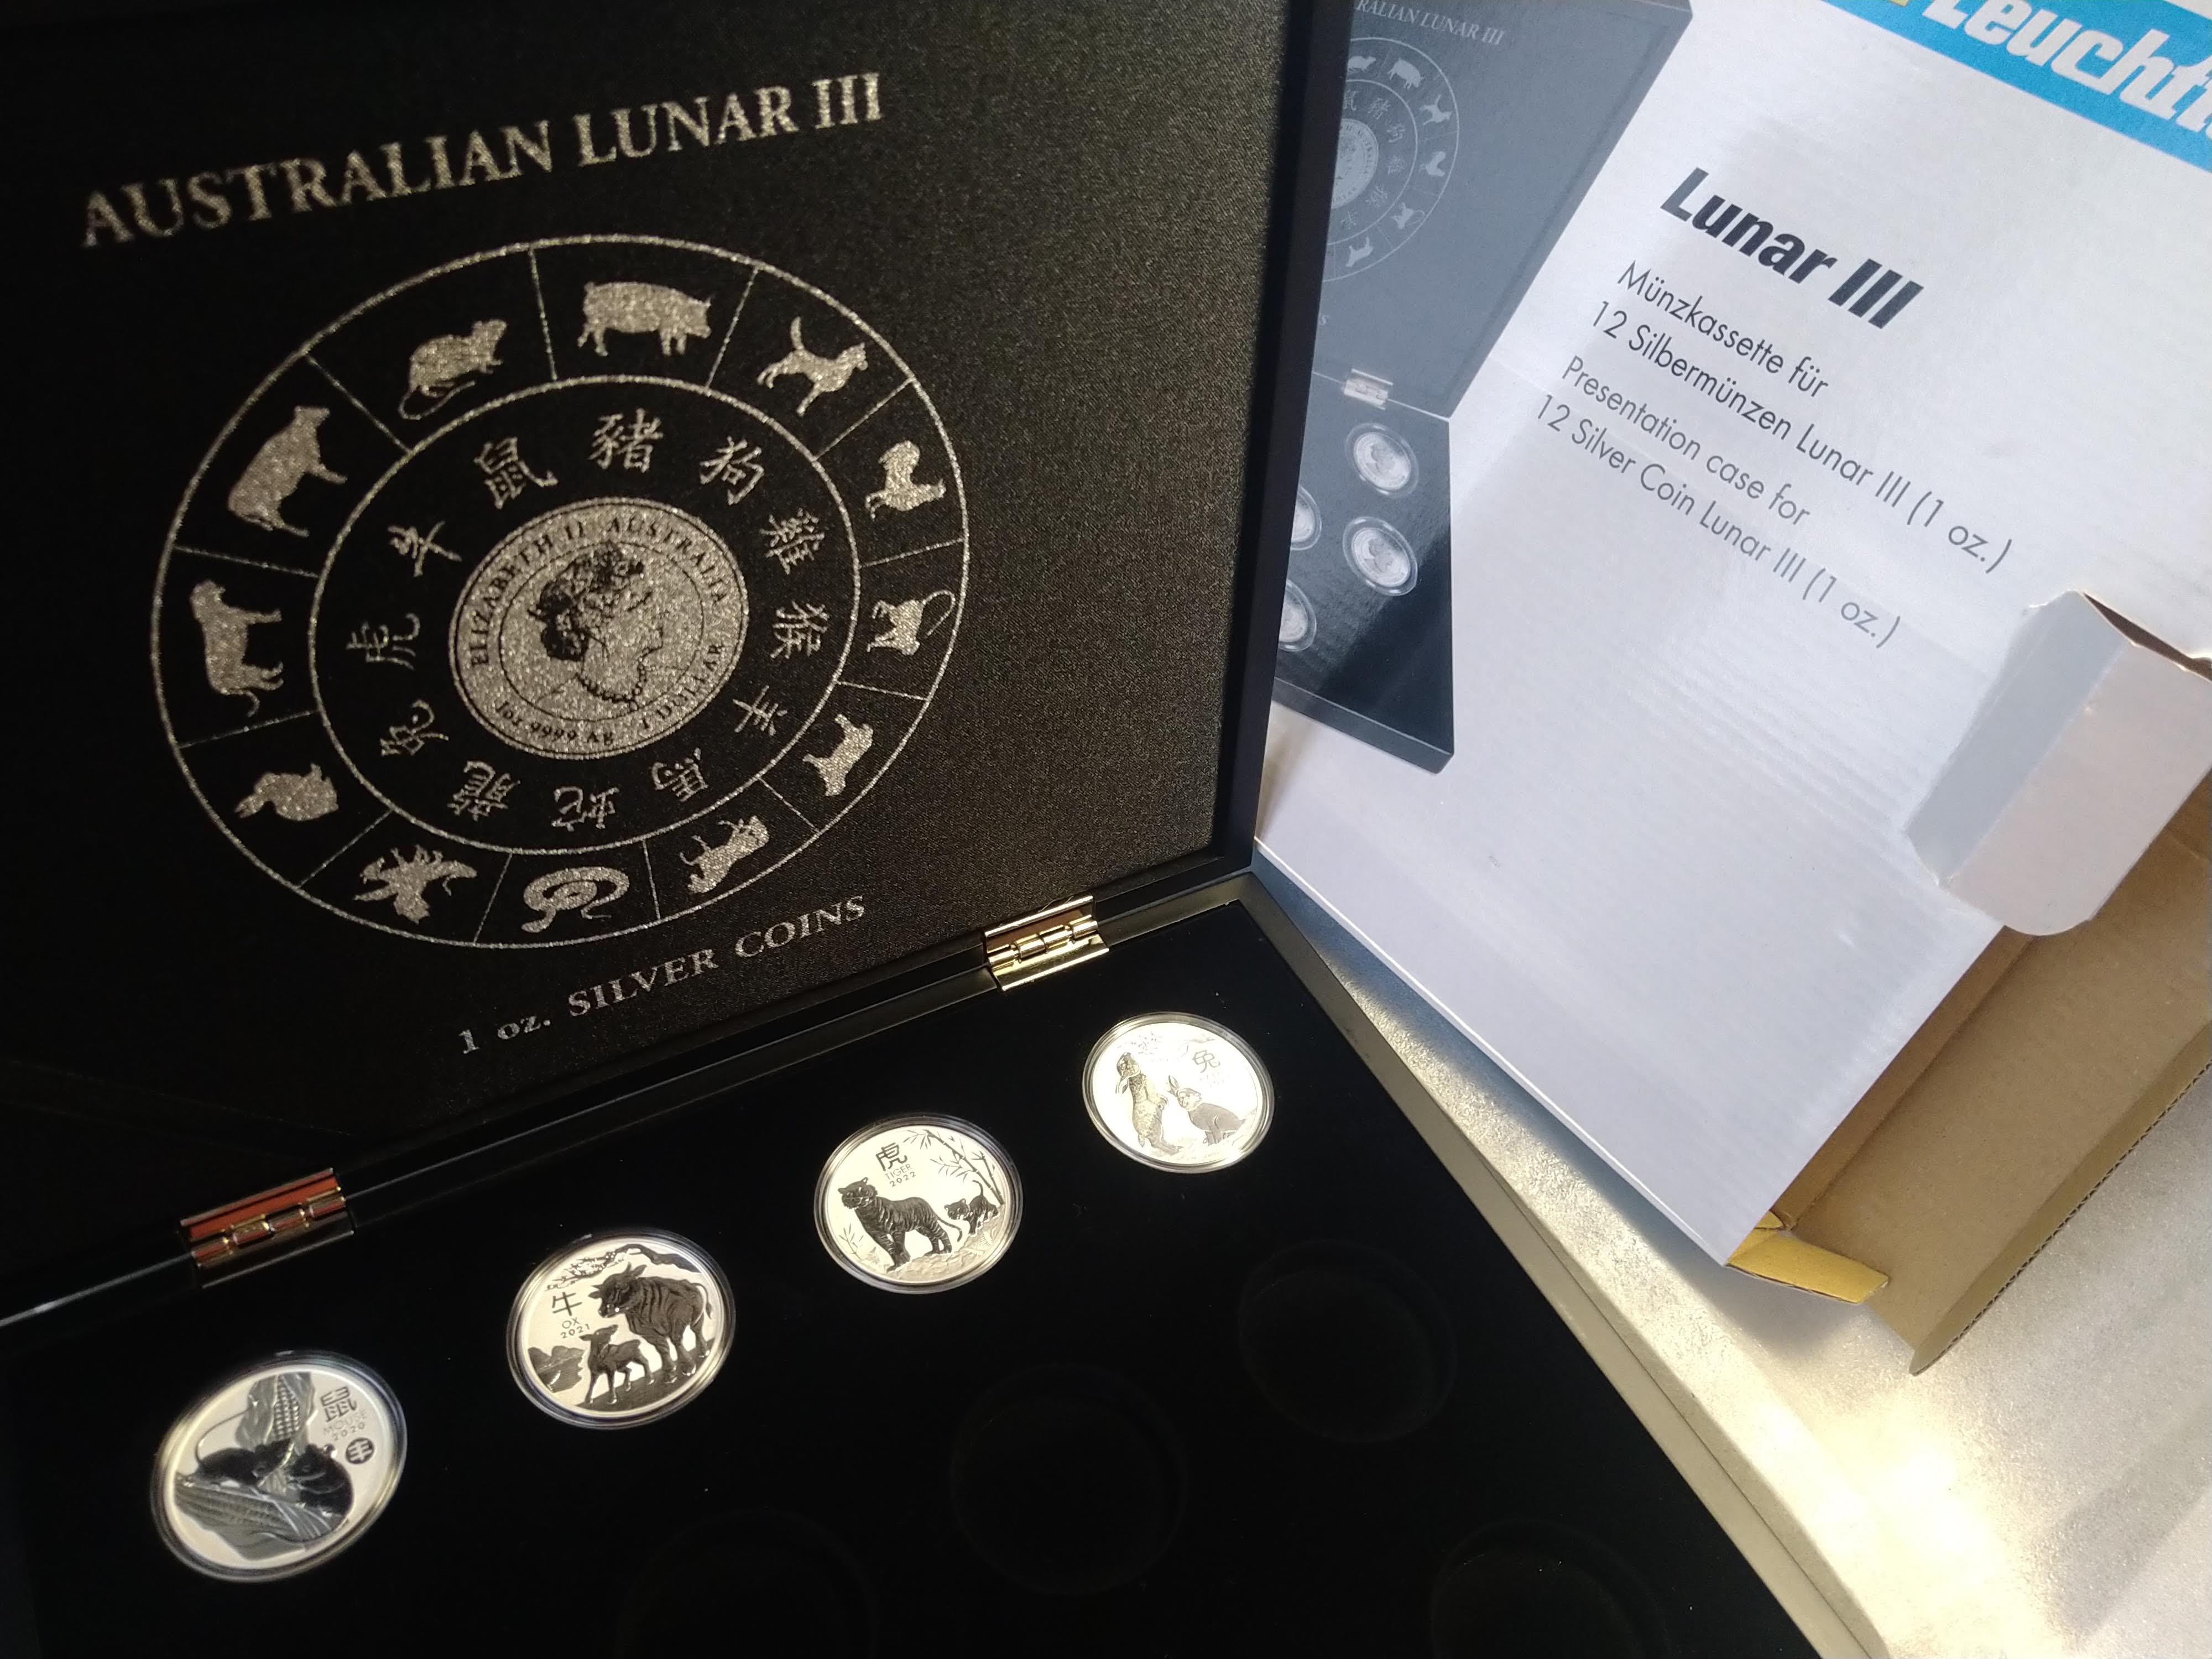 AUSTRALIAN LUNAR III
鼠
豬
狗
雞
猴
羊
馬
蛇
龍
兔
虎
牛
ELIZABETH II AUSTRALIA
1oz 9999 Ag 1 DOLLAR
1 oz. SILVER COINS
鼠
MOUSE
2020
牛
OX
2021
虎
TIGER
2022
兔
RALIAN LUNAR III
Leucht
Lunar III
Münzkassette für
12 Silbermünzen Lunar III (1 oz.)
Presentation case for
12 Silver Coin Lunar III (1 oz.)